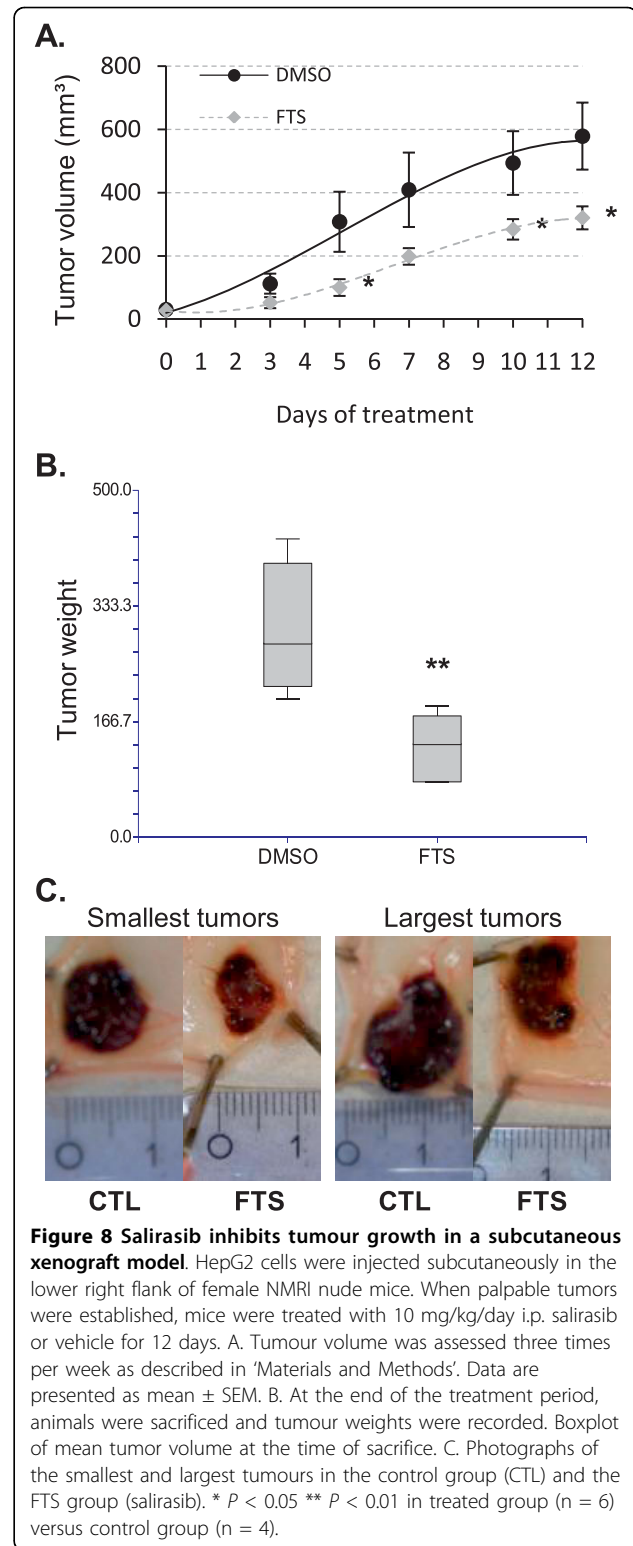 A.
800
600
400
200
0
Tumor volume (mm³)
DMSO
FTS
*
*
*
0 1 2 3 4 5 6 7 8 9 10 11 12
Days of treatment
B.
500.0
333.3
166.7
0.0
Tumor weight
**
DMSO FTS
C.
Smallest tumors Largest tumors
0 1 0 1 0 1 0 1
CTL FTS CTL FTS
Figure 8 Salirasib inhibits tumour growth in a subcutaneous
xenograft model. HepG2 cells were injected subcutaneously in the
lower right flank of female NMRI nude mice. When palpable tumors
were established, mice were treated with 10 mg/kg/day i.p. salirasib
or vehicle for 12 days. A. Tumour volume was assessed three times
per week as described in 'Materials and Methods'. Data are
presented as mean ± SEM. B. At the end of the treatment period,
animals were sacrificed and tumour weights were recorded. Boxplot
of mean tumor volume at the time of sacrifice. C. Photographs of
the smallest and largest tumours in the control group (CTL) and the
FTS group (salirasib). * P < 0.05 ** P < 0.01 in treated group (n = 6)
versus control group (n = 4).